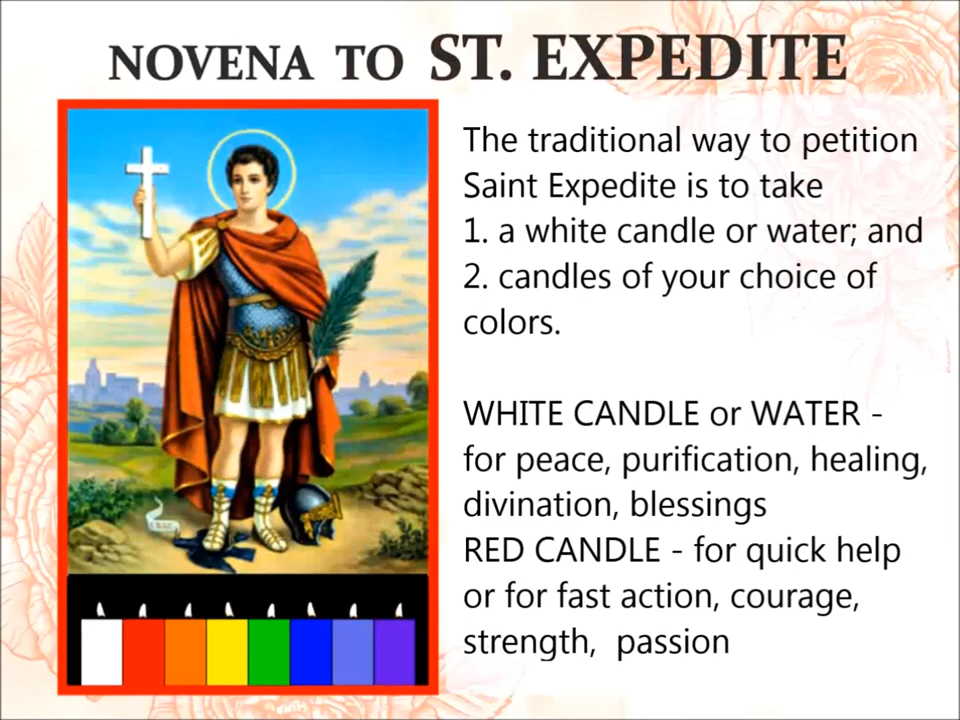 NOVENA TO ST. EXPEDITE
The traditional way to petition
Saint Expedite is to take
1. a white candle or water; and
2. candles of your choice of
colors.
WHITE CANDLE or WATER -
for peace, purification, healing,
divination, blessings
RED CANDLE - for quick help
or for fast action, courage,
strength,  passion